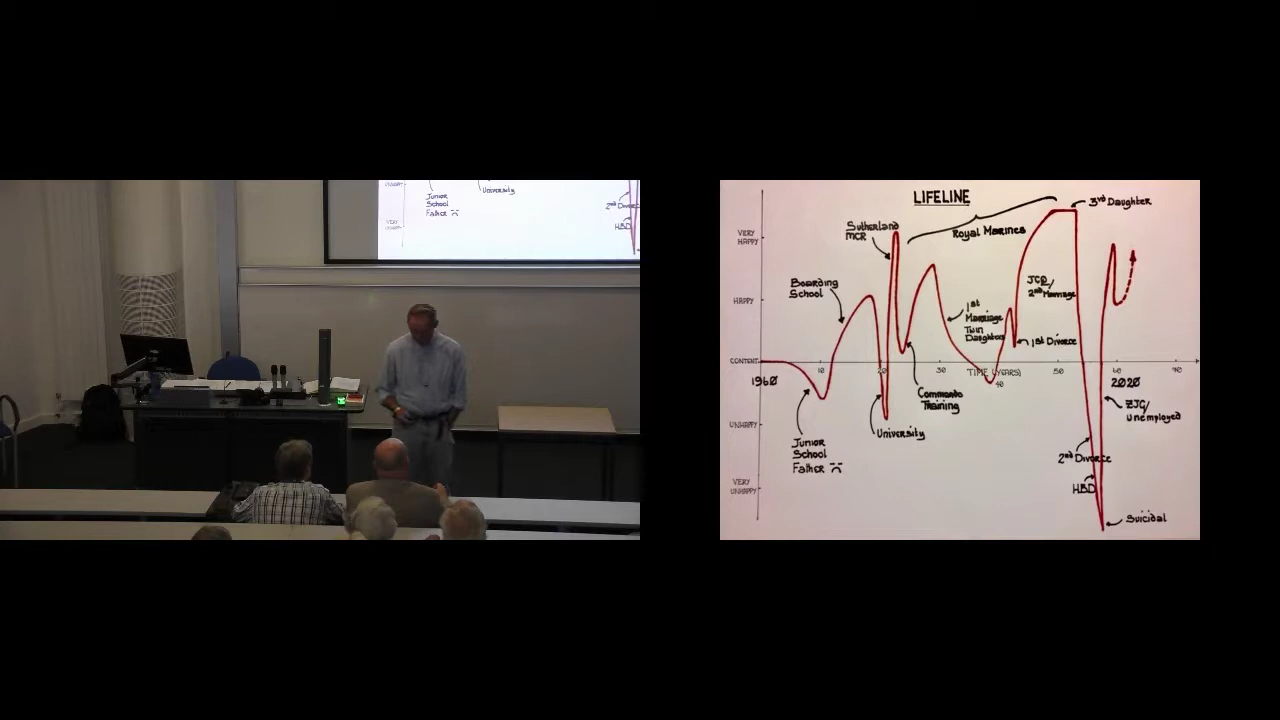 Junior
School
Father ☹
University
2nd Divorce
HBD
LIFELINE
3rd Daughter
Sutherland
MCR
Royal Marines
VERY
HAPPY
Boarding
School
JCR/
2nd Marriage
HAPPY
1st
Marriage
Twin
Daughters
1st Divorce
CONTENT
10
20
30
TIME (YEARS)
40
50
60
70
1960
2020
Commando
Training
ZJG/
Unemployed
UNHAPPY
University
Junior
School
Father ☹
2nd Divorce
VERY
UNHAPPY
HBD
Suicidal